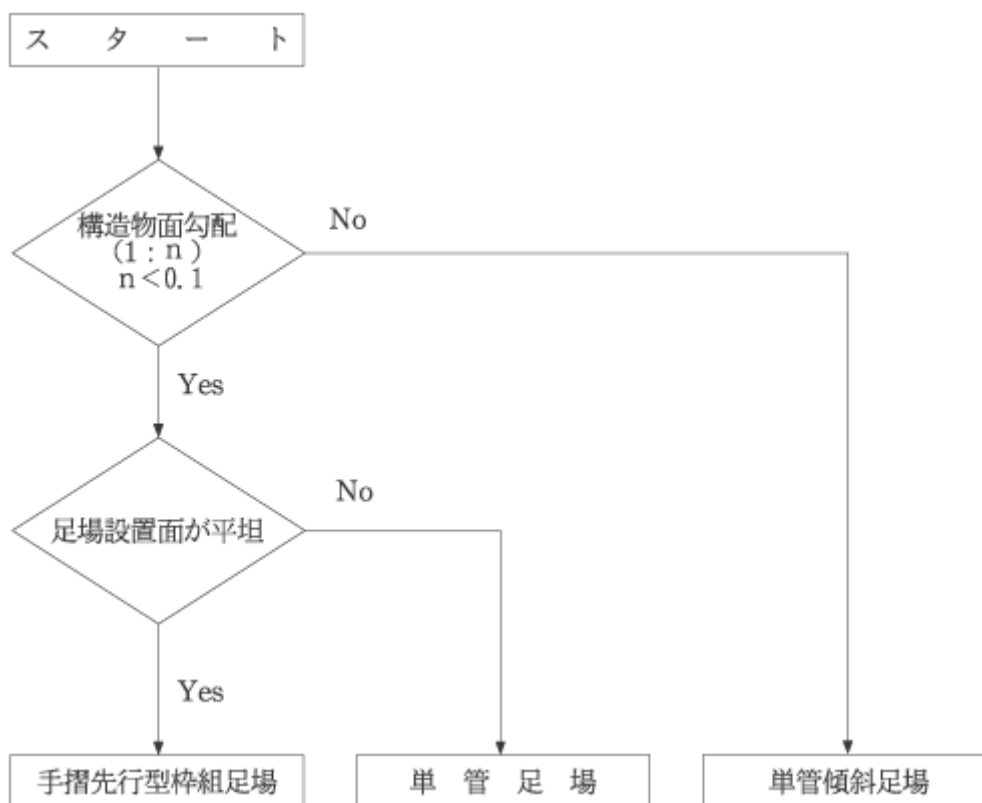 スタート
構造物面勾配
(1:n)
n<0.1
No
Yes
足場設置面が平坦
No
Yes
手摺先行型枠組足場
単管足場
単管傾斜足場